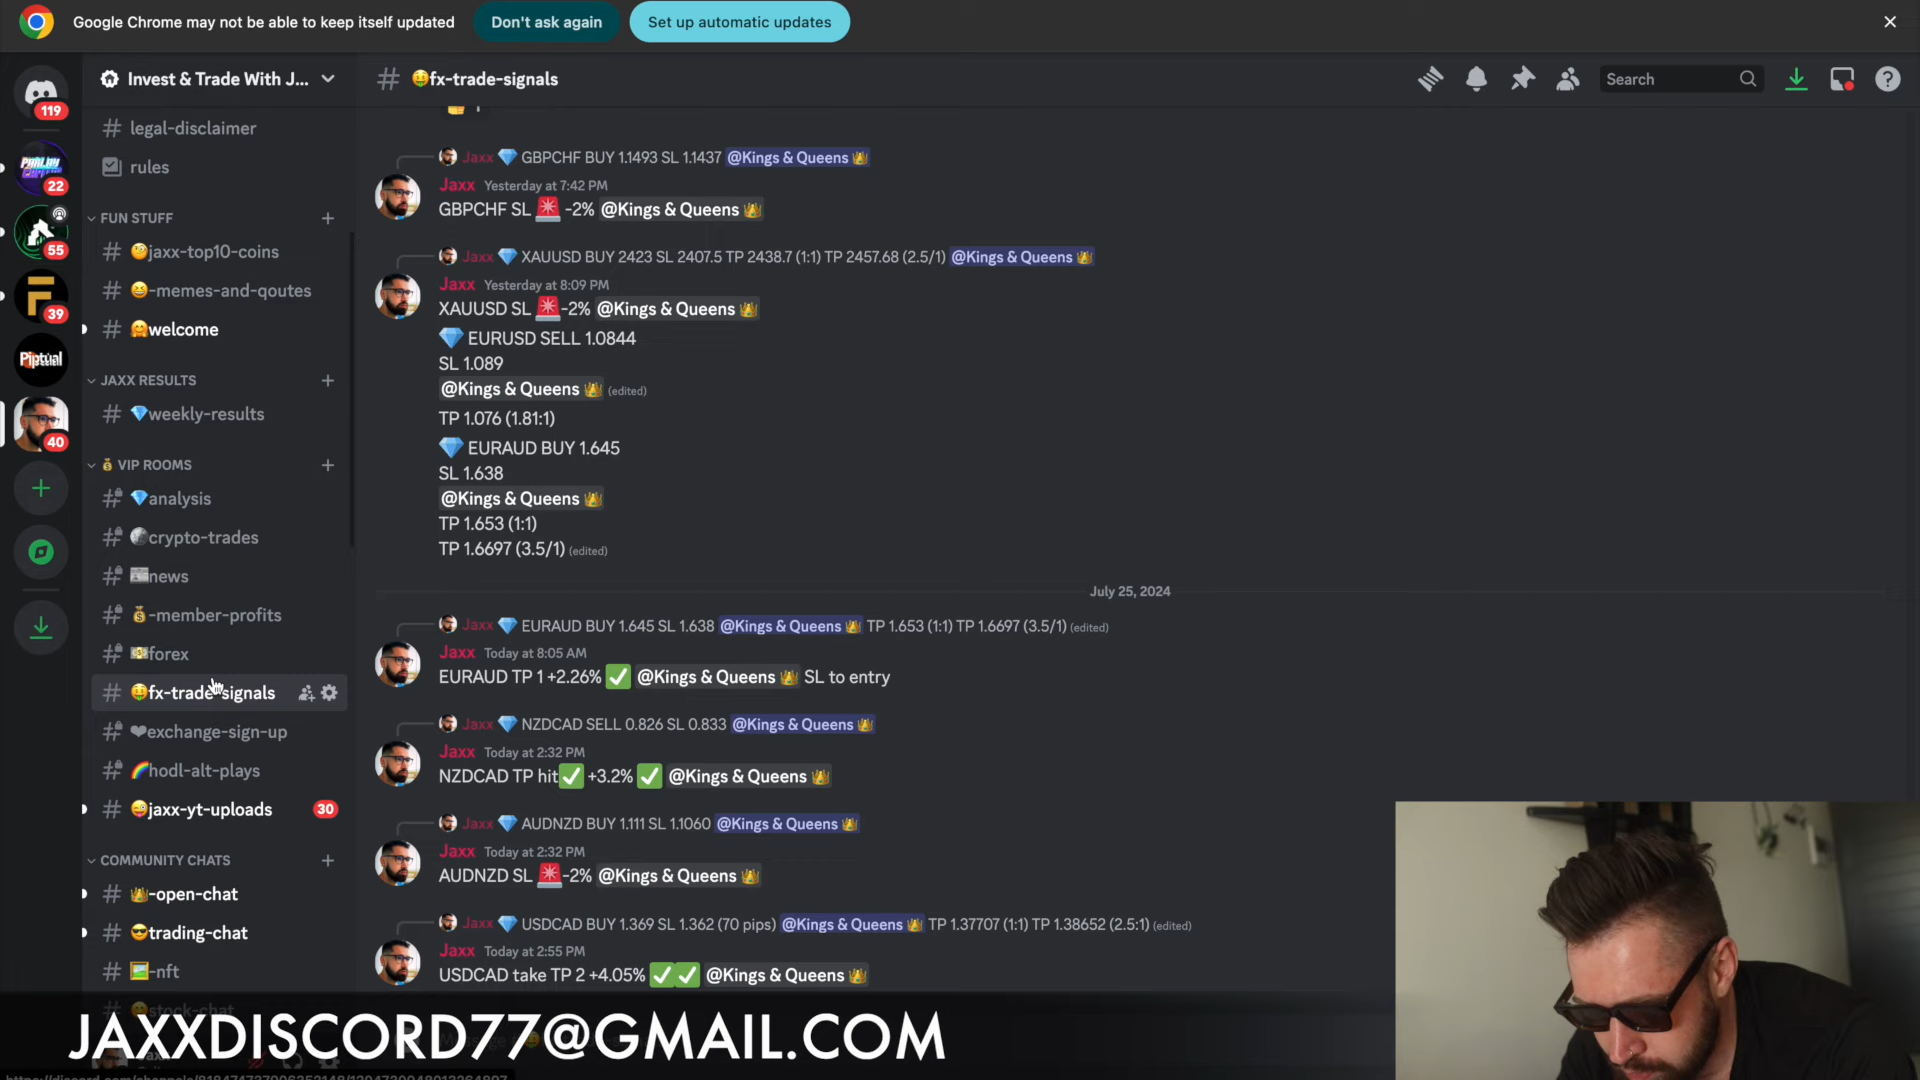 Google Chrome may not be able to keep itself updated
Don't ask again
Set up automatic updates
119
22
55
39
Piptual
40
Invest & Trade With J...
legal-disclaimer
rules
FUN STUFF
jaxx-top10-coins
-memes-and-qoutes
welcome
JAXX RESULTS
weekly-results
VIP ROOMS
analysis
crypto-trades
news
-member-profits
forex
fx-trade-signals
exchange-sign-up
hodl-alt-plays
jaxx-yt-uploads 30
COMMUNITY CHATS
-open-chat
trading-chat
-nft
stock-chat
fx-trade-signals
Search
Jaxx GBPCHF BUY 1.1493 SL 1.1437 @Kings & Queens
Jaxx Yesterday at 7:42 PM
GBPCHF SL -2% @Kings & Queens
Jaxx XAUUSD BUY 2423 SL 2407.5 TP 2438.7 (1:1) TP 2457.68 (2.5/1) @Kings & Queens
Jaxx Yesterday at 8:09 PM
XAUUSD SL -2% @Kings & Queens
EURUSD SELL 1.0844
SL 1.089
@Kings & Queens (edited)
TP 1.076 (1.81:1)
EURAUD BUY 1.645
SL 1.638
@Kings & Queens
TP 1.653 (1:1)
TP 1.6697 (3.5/1) (edited)
July 25, 2024
Jaxx EURAUD BUY 1.645 SL 1.638 @Kings & Queens TP 1.653 (1:1) TP 1.6697 (3.5/1) (edited)
Jaxx Today at 8:05 AM
EURAUD TP 1 +2.26% @Kings & Queens SL to entry
Jaxx NZDCAD SELL 0.826 SL 0.833 @Kings & Queens
Jaxx Today at 2:32 PM
NZDCAD TP hit +3.2% @Kings & Queens
Jaxx AUDNZD BUY 1.111 SL 1.1060 @Kings & Queens
Jaxx Today at 2:32 PM
AUDNZD SL -2% @Kings & Queens
Jaxx USDCAD BUY 1.369 SL 1.362 (70 pips) @Kings & Queens TP 1.37707 (1:1) TP 1.38652 (2.5:1) (edited)
Jaxx Today at 2:55 PM
USDCAD take TP 2 +4.05% @Kings & Queens
JAXXDISCORD77@GMAIL.COM